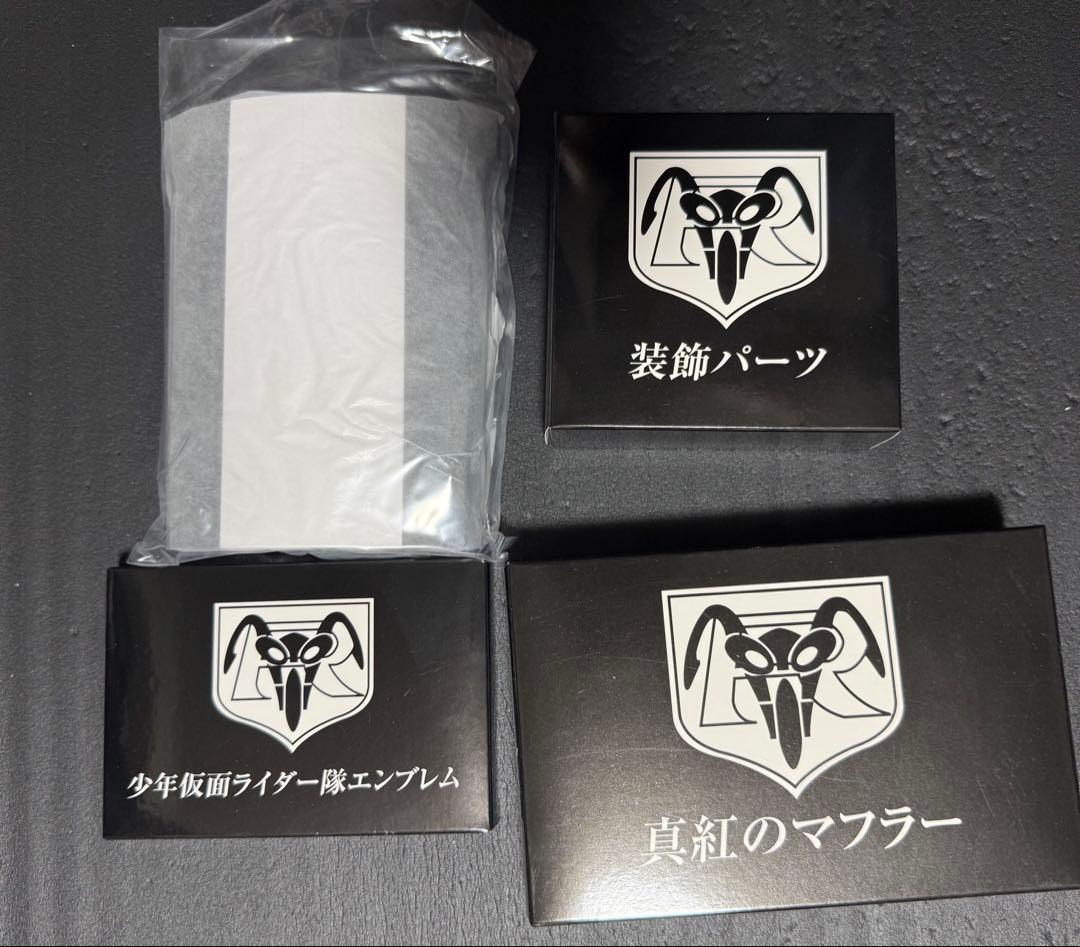 装飾パーツ
少年仮面ライダー隊エンブレム
真紅のマフラー